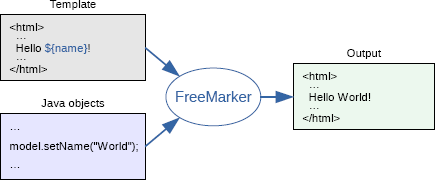 Template
<html>
...
Hello ${name}!
...
</html>
Java objects
...
model.setName("World");
...
FreeMarker
Output
<html>
...
Hello World!
...
</html>